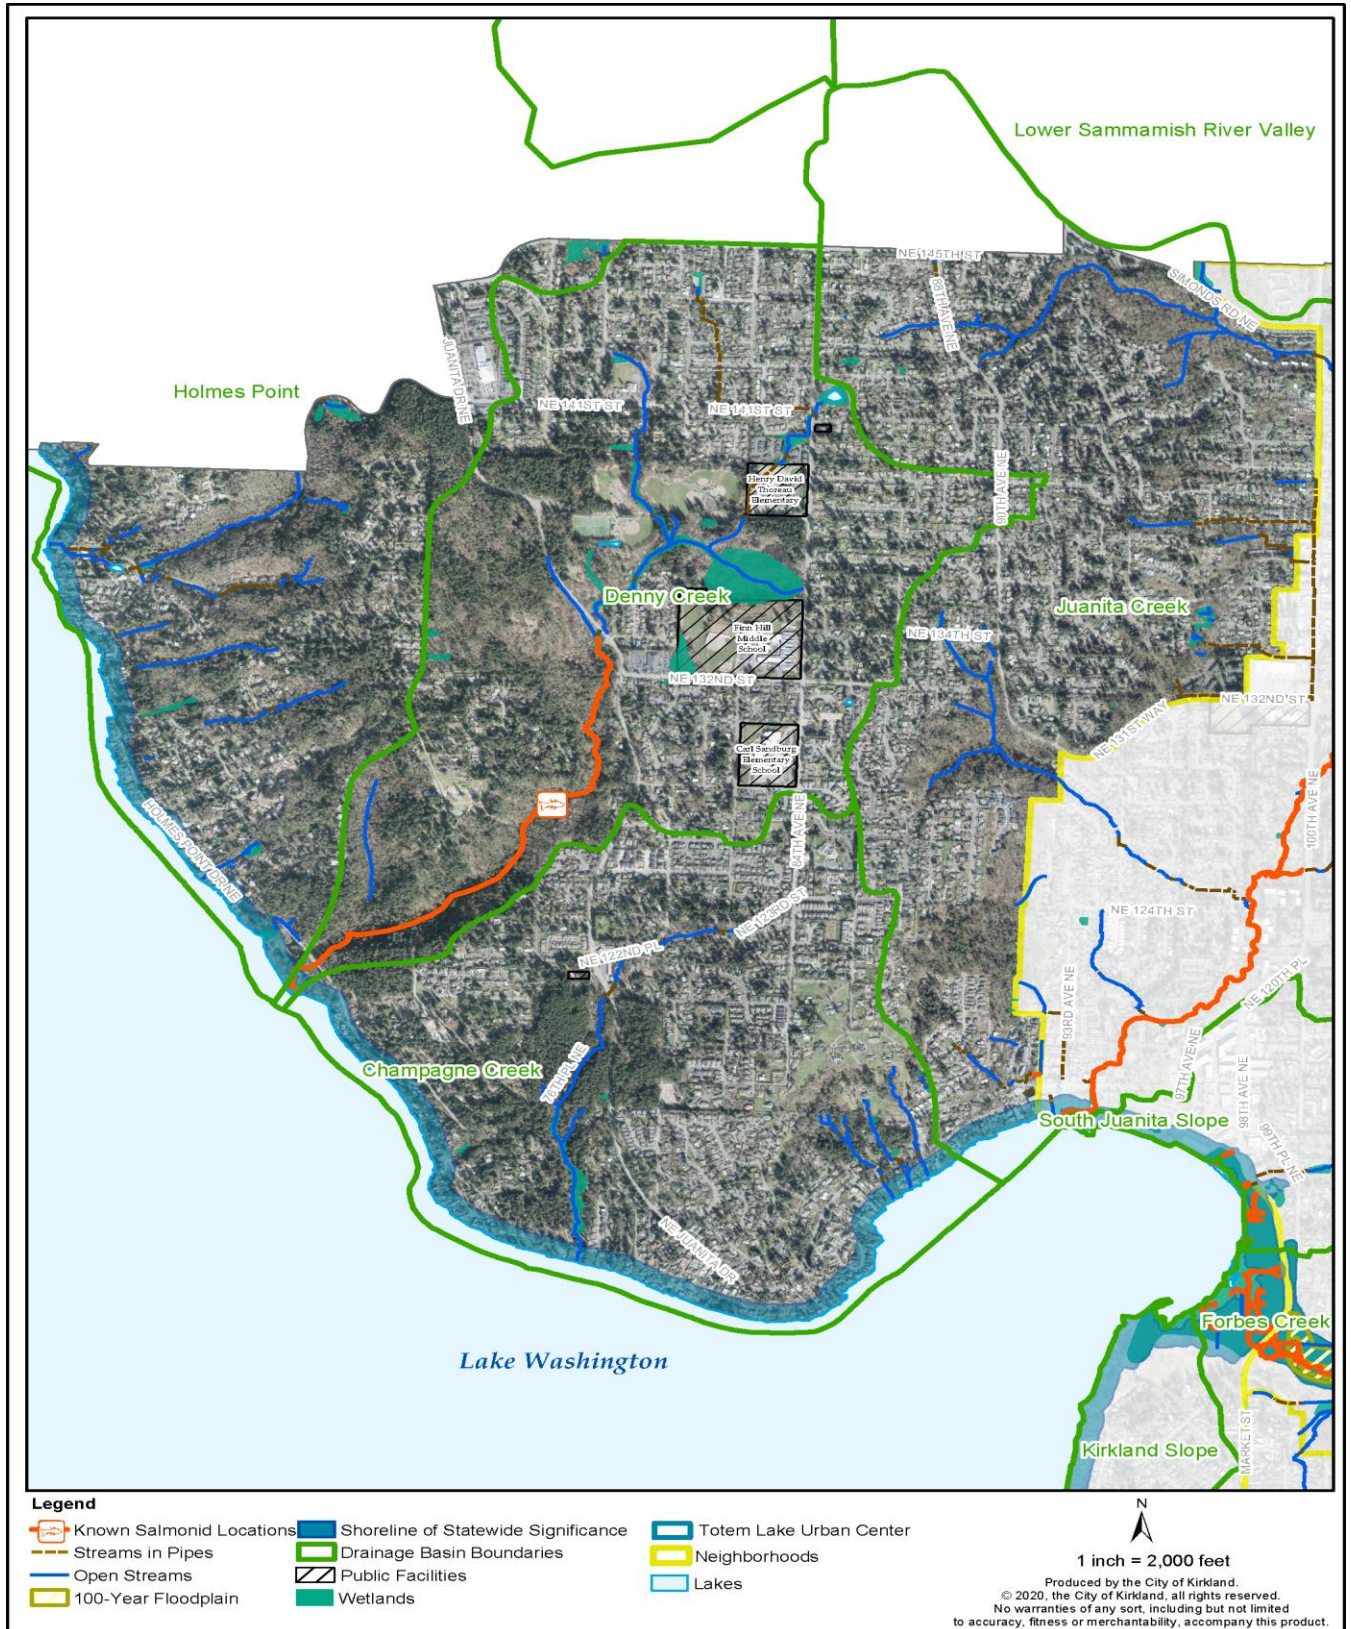 Lower Sammamish River Valley
NE 145TH ST
88TH AVE NE
SIMONDS RD NE
JUANITA DR NE
Holmes Point
NE 141ST ST
NE 141ST ST
Henry David
Thoreau
Elementary
90TH AVE NE
Denny Creek
Juanita Creek
Finn Hill
Middle
School
NE 134TH ST
NE 132ND ST
NE 132ND ST
NE 131ST WAY
Carl Sandburg
Elementary
School
HOLMES POINT DR NE
84TH AVE NE
100TH AVE NE
NE 123RD ST
NE 124TH ST
NE 122ND PL
93RD AVE NE
NE 120TH PL
Champagne Creek
76TH PL NE
97TH AVE NE
98TH AVE NE
South Juanita Slope
99TH PL NE
NE JUANITA DR
Forbes Creek
Lake Washington
Kirkland Slope
MARKET ST
Legend
Known Salmonid Locations
Streams in Pipes
Open Streams
100-Year Floodplain
Shoreline of Statewide Significance
Drainage Basin Boundaries
Public Facilities
Wetlands
Totem Lake Urban Center
Neighborhoods
Lakes
N
1 inch = 2,000 feet
Produced by the City of Kirkland.
© 2020, the City of Kirkland, all rights reserved.
No warranties of any sort, including but not limited
to accuracy, fitness or merchantability, accompany this product.